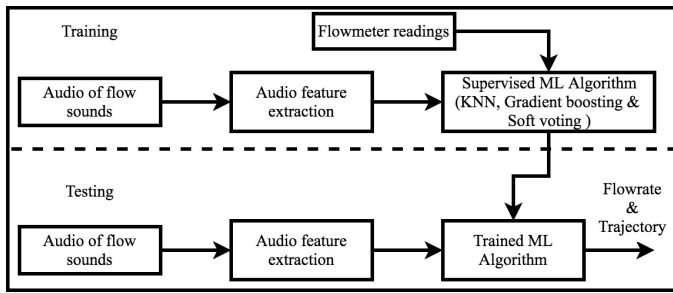 Training
Flowmeter readings
Audio of flow
sounds
Audio feature
extraction
Supervised ML Algorithm
(KNN, Gradient boosting &
Soft voting )
Testing
Audio of flow
sounds
Audio feature
extraction
Trained ML
Algorithm
Flowrate
&
Trajectory